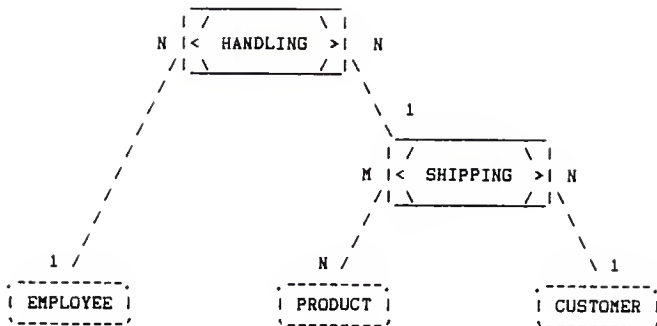 N < HANDLING > N
1
M < SHIPPING > N
1 N 1
EMPLOYEE PRODUCT CUSTOMER